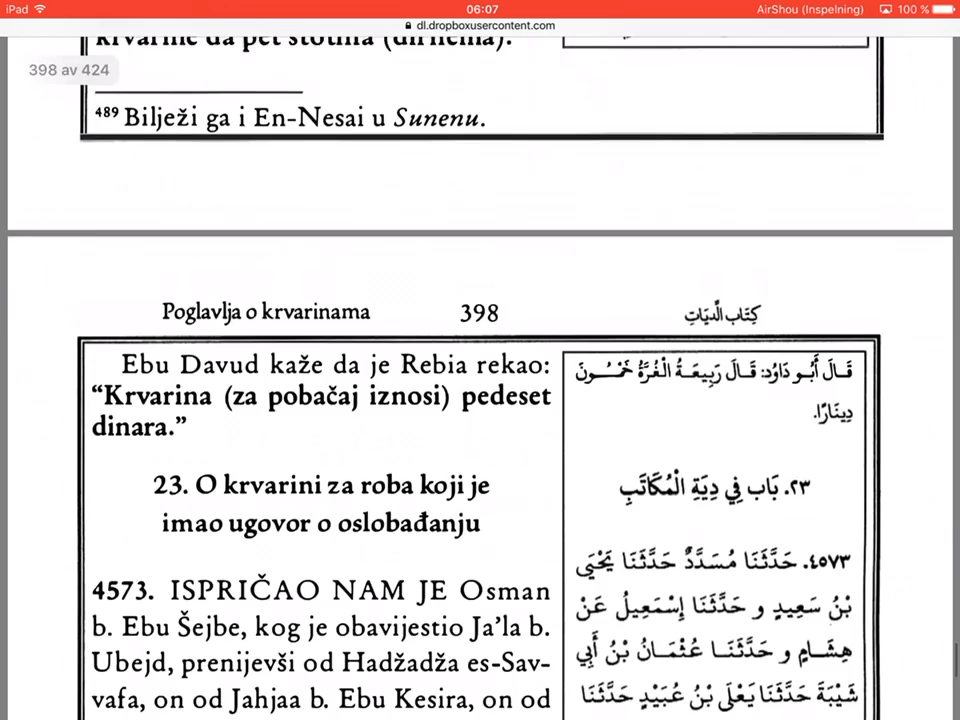 iPad 06:07 AirShou (Inspelning) 100 %
dl.dropboxusercontent.com
krvarine da pet stotina (dirhema).
398 av 424
489 Bilježi ga i En-Nesai u Sunenu.
Poglavlja o krvarinama 398 كِتَاب الدِّيَاتِ
Ebu Davud kaže da je Rebia rekao:
“Krvarina (za pobačaj iznosi) pedeset
dinara.”
23. O krvarini za roba koji je
imao ugovor o oslobađanju
4573. ISPRIČAO NAM JE Osman
b. Ebu Šejbe, kog je obavijestio Ja’la b.
Ubejd, prenijevši od Hadžadža es-Sav-
vafa, on od Jahjaa b. Ebu Kesira, on od
قَالَ أَبُو دَاوُد: قَالَ رَبِيعَةُ الْغُرَّةُ خَمْسُونَ
دِينَارًا.
٢٣. بَاب فِي دِيَةِ الْمُكَاتَبِ
٤٥٧٣. حَدَّثَنَا مُسَدَّدٌ حَدَّثَنَا يَحْيَى
بْنُ سَعِيدٍ و حَدَّثَنَا إِسْمَعِيلُ عَنْ
هِشَامٍ و حَدَّثَنَا عُثْمَانُ بْنُ أَبِي
شَيْبَةَ حَدَّثَنَا يَعْلَى بْنُ عُبَيْدٍ حَدَّثَنَا